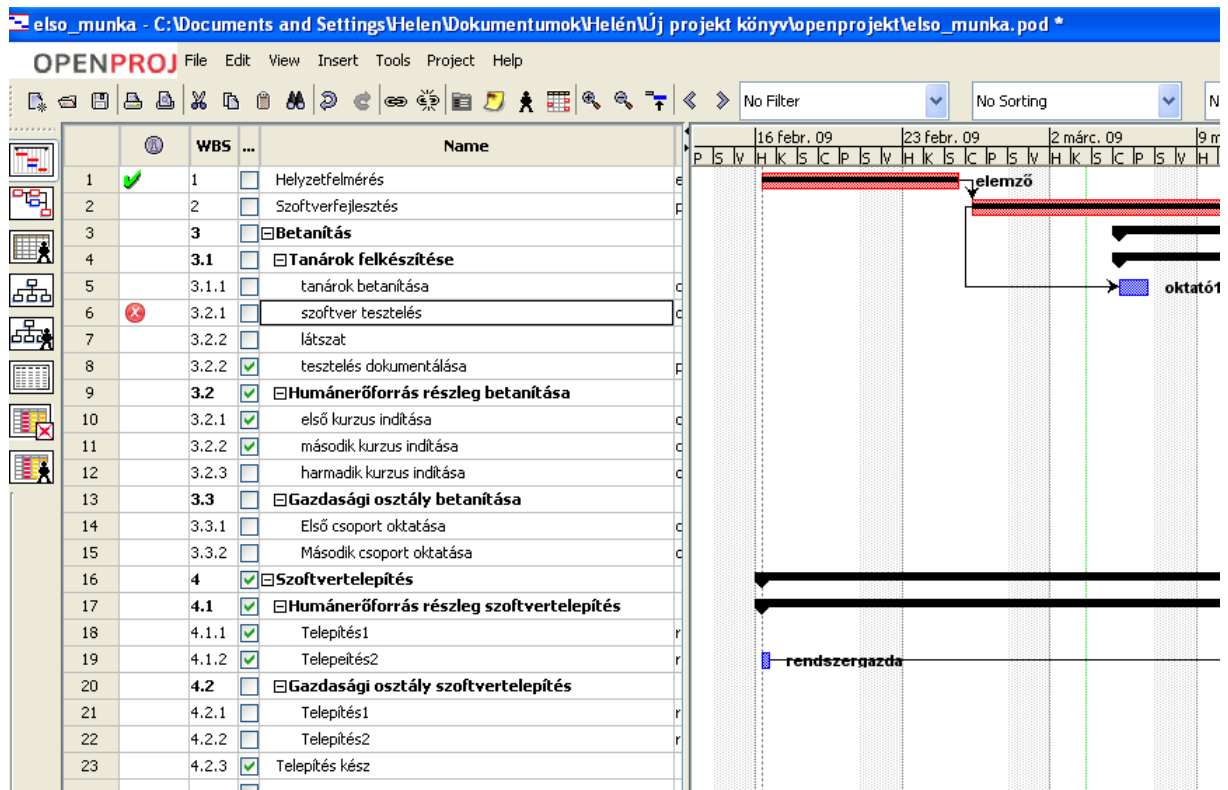 elso_munka - C:\Documents and Settings\Helen\Dokumentumok\Helén\Új projekt könyv\openprojekt\elso_munka.pod *
OPENPROJ File Edit View Insert Tools Project Help
No Filter No Sorting N
WBS ... Name
16 febr. 09 23 febr. 09 2 márc. 09 9 m
P S V H K S C P S V H K S C P S V H K S C P S V H
1 1 Helyzetfelmérés e elemző
2 2 Szoftverfejlesztés p
3 3 Betanítás
4 3.1 Tanárok felkészítése
5 3.1.1 tanárok betanítása o oktató1
6 3.2.1 szoftver tesztelés o
7 3.2.2 látszat
8 3.2.2 tesztelés dokumentálása p
9 3.2 Humánerőforrás részleg betanítása
10 3.2.1 első kurzus indítása o
11 3.2.2 második kurzus indítása o
12 3.2.3 harmadik kurzus indítása o
13 3.3 Gazdasági osztály betanítása
14 3.3.1 Első csoport oktatása o
15 3.3.2 Második csoport oktatása o
16 4 Szoftvertelepítés
17 4.1 Humánerőforrás részleg szoftvertelepítés
18 4.1.1 Telepítés1 r
19 4.1.2 Telepeítés2 r rendszergazda
20 4.2 Gazdasági osztály szoftvertelepítés
21 4.2.1 Telepítés1 r
22 4.2.2 Telepítés2 r
23 4.2.3 Telepítés kész